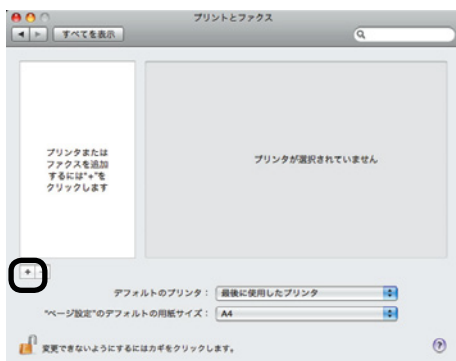 プリントとファクス
すべてを表示
プリンタまたは
ファクスを追加
するには"+"を
クリックします
プリンタが選択されていません
+ -
デフォルトのプリンタ： 最後に使用したプリンタ
"ページ設定"のデフォルトの用紙サイズ： A4
変更できないようにするにはカギをクリックします。 ?